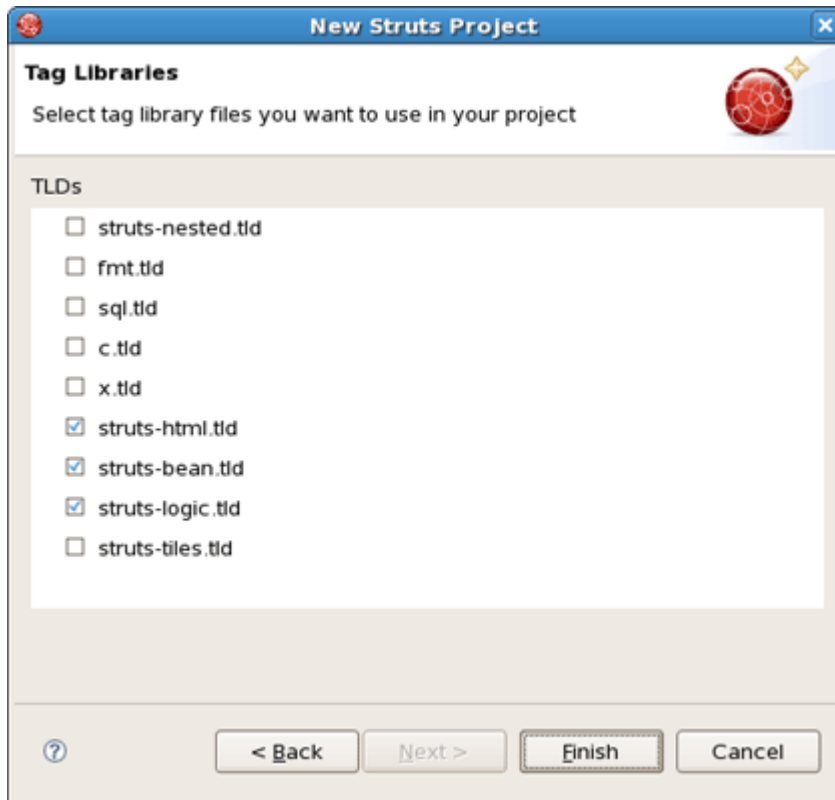 New Struts Project
Tag Libraries
Select tag library files you want to use in your project
TLDs
struts-nested.tld
fmt.tld
sql.tld
c.tld
x.tld
struts-html.tld
struts-bean.tld
struts-logic.tld
struts-tiles.tld
? < Back Next > Finish Cancel